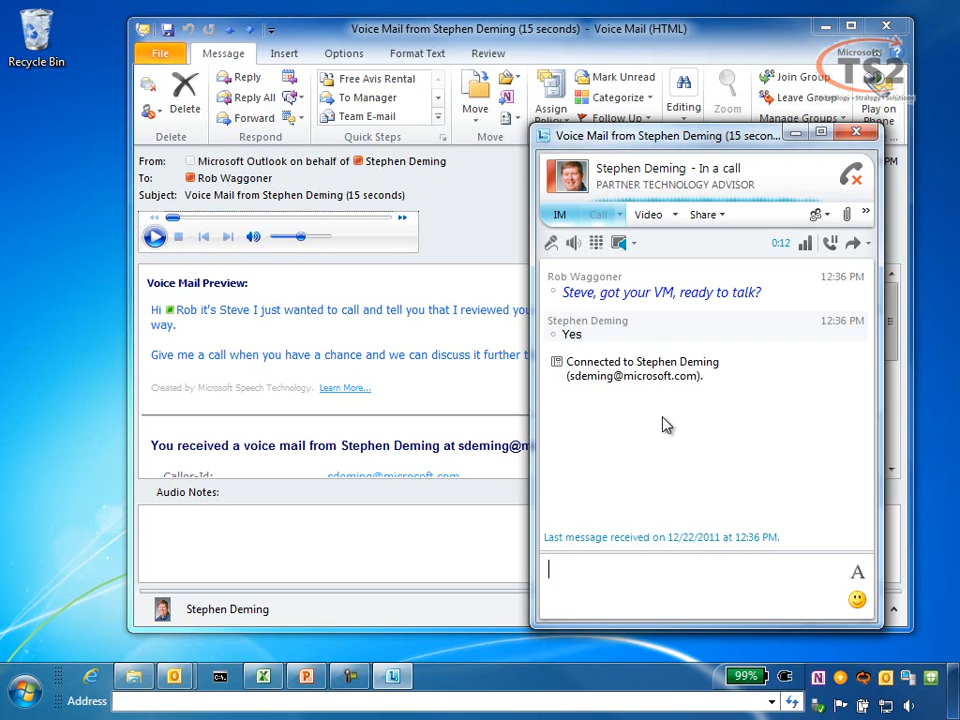 Recycle Bin
Voice Mail from Stephen Deming (15 seconds) - Voice Mail (HTML)
File
Message
Insert
Options
Format Text
Review
Delete
Reply
Reply All
Forward
Free Avis Rental
To Manager
Team E-mail
Move
Assign
Mark Unread
Categorize
Follow Up
Editing
Zoom
Join Group
Leave Group
Manage Groups
Play on
Phone
Delete
Respond
Quick Steps
Move
Microsoft
TS2
From: Microsoft Outlook on behalf of Stephen Deming
To: Rob Waggoner
Subject: Voice Mail from Stephen Deming (15 seconds)
PM
Voice Mail Preview:
Hi Rob it's Steve I just wanted to call and tell you that I reviewed you
way.
Give me a call when you have a chance and we can discuss it further t
Created by Microsoft Speech Technology. Learn More...
You received a voice mail from Stephen Deming at sdeming@m
Caller-Id: sdeming@microsoft.com
Audio Notes:
Stephen Deming
Voice Mail from Stephen Deming (15 secon...
Stephen Deming - In a call
PARTNER TECHNOLOGY ADVISOR
IM
Call
Video
Share
0:12
Rob Waggoner 12:36 PM
Steve, got your VM, ready to talk?
Stephen Deming 12:36 PM
Yes
Connected to Stephen Deming
(sdeming@microsoft.com).
Last message received on 12/22/2011 at 12:36 PM.
A
99%
Address